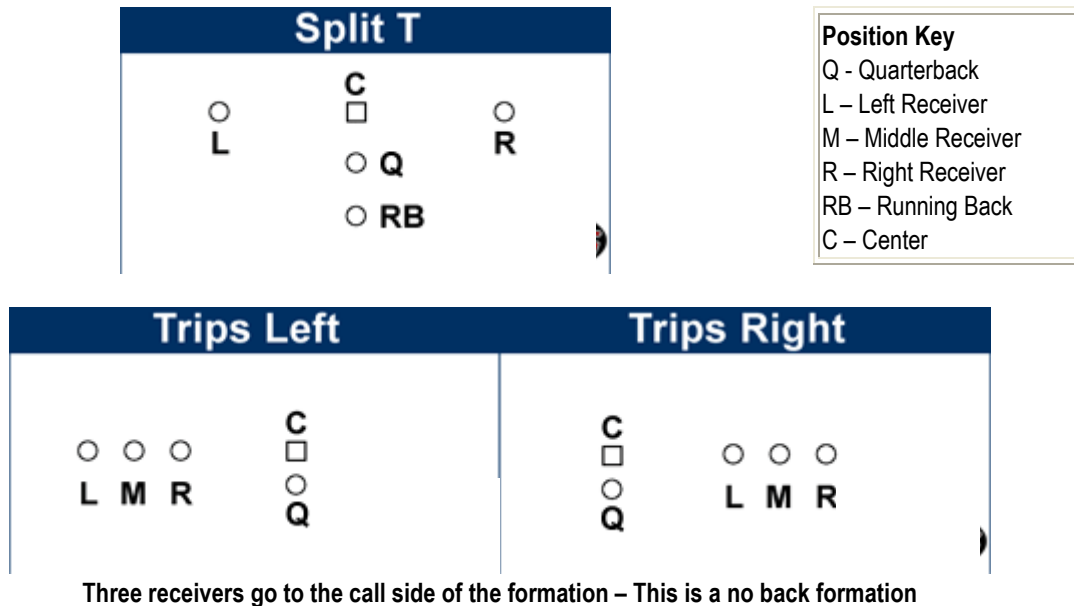 Split T
C
L
R
Q
RB
Position Key
Q - Quarterback
L – Left Receiver
M – Middle Receiver
R – Right Receiver
RB – Running Back
C – Center
Trips Left
C
L M R
Q
Trips Right
C
L M R
Q
Three receivers go to the call side of the formation – This is a no back formation